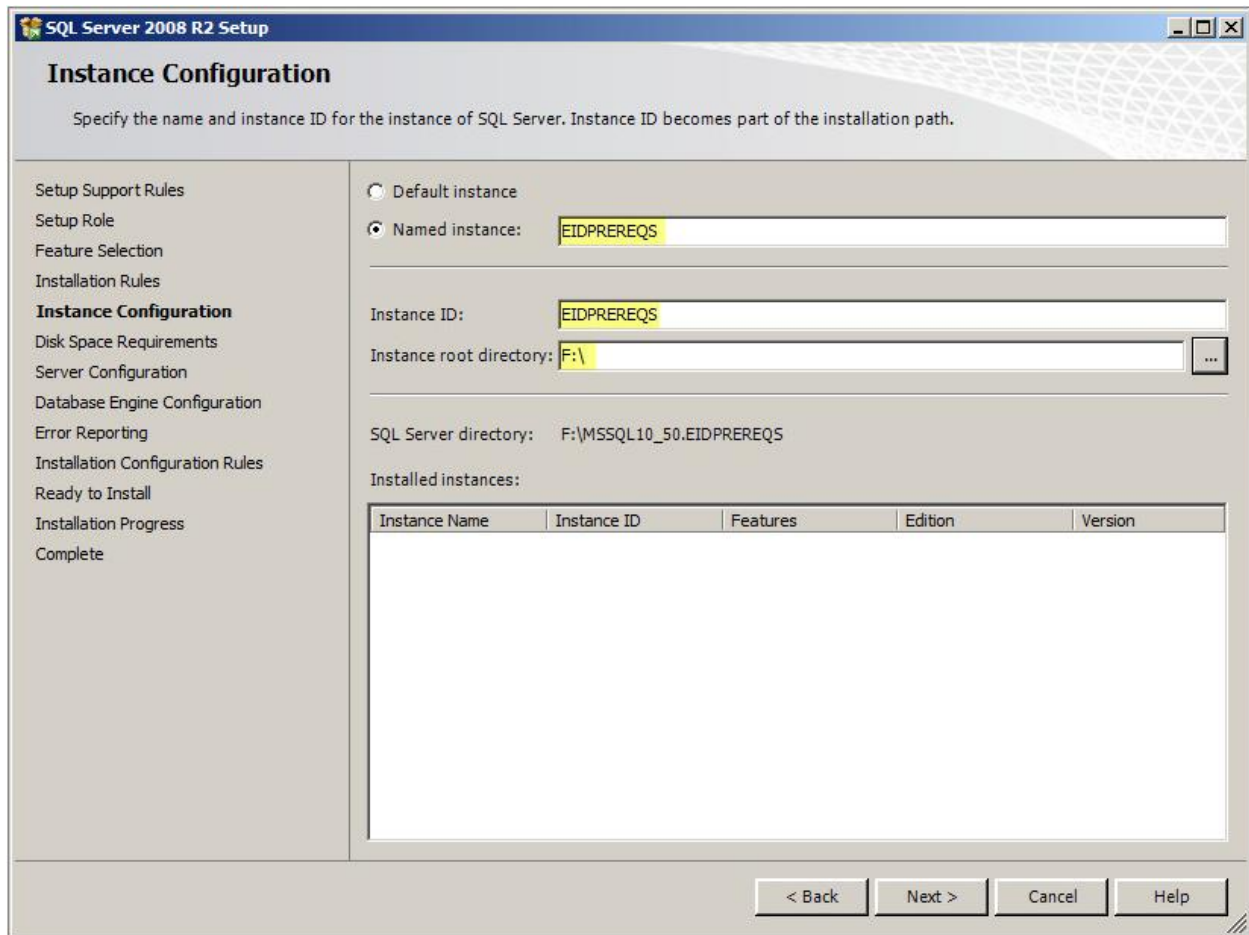 SQL Server 2008 R2 Setup
Instance Configuration
Specify the name and instance ID for the instance of SQL Server. Instance ID becomes part of the installation path.
Setup Support Rules
Setup Role
Feature Selection
Installation Rules
Instance Configuration
Disk Space Requirements
Server Configuration
Database Engine Configuration
Error Reporting
Installation Configuration Rules
Ready to Install
Installation Progress
Complete
Default instance
Named instance: EIDPREREQS
Instance ID: EIDPREREQS
Instance root directory: F:\ ...
SQL Server directory: F:\MSSQL10_50.EIDPREREQS
Installed instances:
Instance Name Instance ID Features Edition Version
< Back Next > Cancel Help